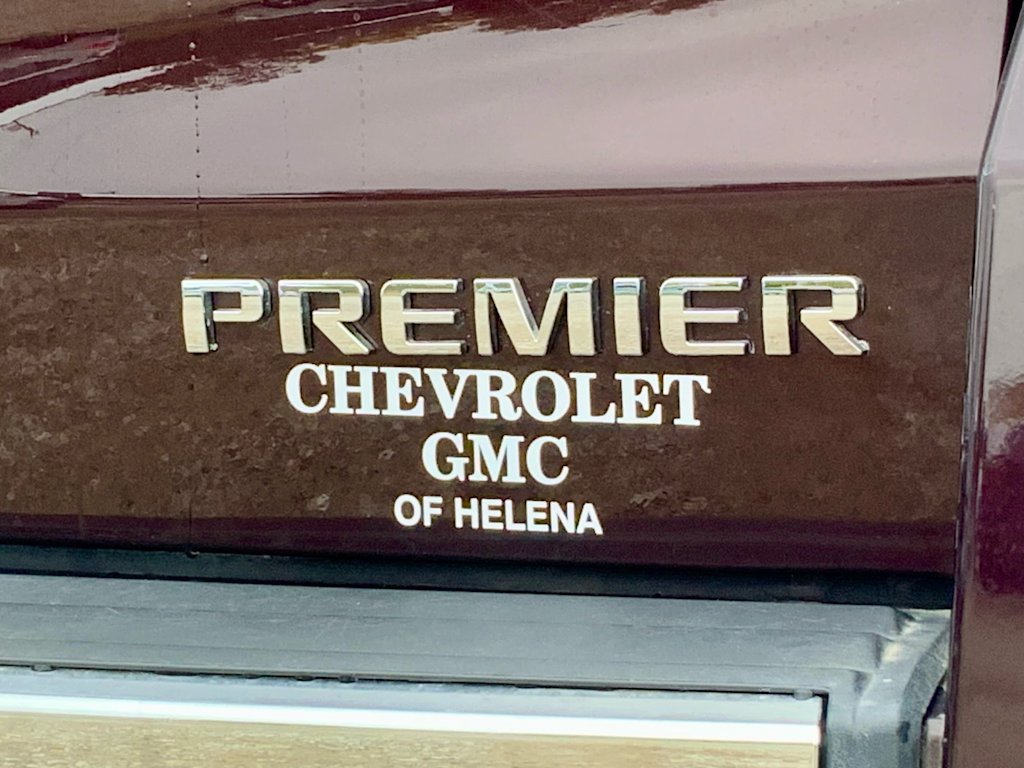 PREMIER
CHEVROLET
GMC
OF HELENA